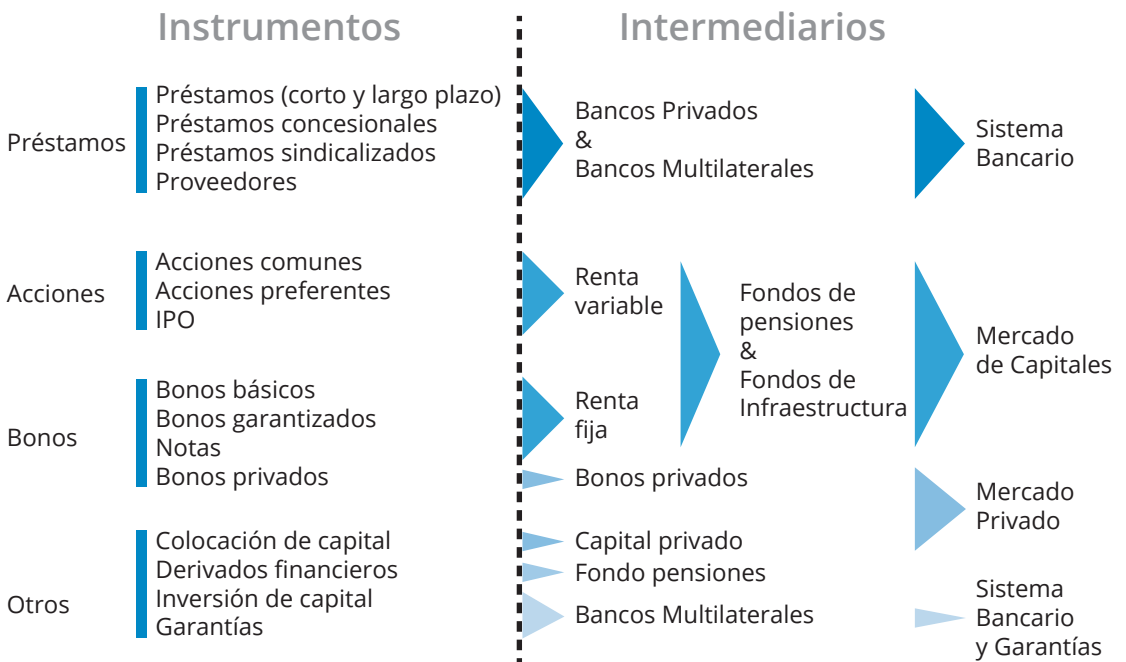 Instrumentos
Intermediarios
Préstamos
Préstamos (corto y largo plazo)
Préstamos concesionales
Préstamos sindicalizados
Proveedores
Bancos Privados
&
Bancos Multilaterales
Sistema
Bancario
Acciones
Acciones comunes
Acciones preferentes
IPO
Renta
variable
Bonos
Bonos básicos
Bonos garantizados
Notas
Bonos privados
Renta
fija
Fondos de
pensiones
&
Fondos de
Infraestructura
Mercado
de Capitales
Bonos privados
Mercado
Privado
Otros
Colocación de capital
Derivados financieros
Inversión de capital
Garantías
Capital privado
Fondo pensiones
Bancos Multilaterales
Sistema
Bancario
y Garantías